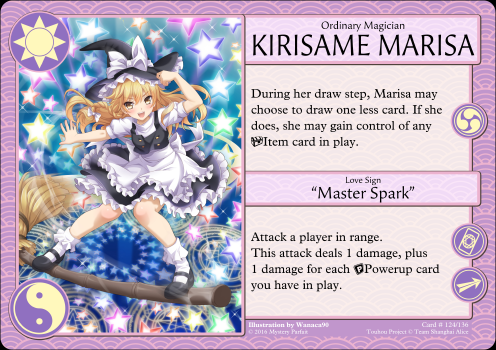 Ordinary Magician
KIRISAME MARISA
During her draw step, Marisa may
choose to draw one less card. If she
does, she may gain control of any
Item card in play.
Love Sign
“Master Spark”
Attack a player in range.
This attack deals 1 damage, plus
1 damage for each Powerup card
you have in play.
Illustration by Wanaca90
© 2016 Mystery Parfait
Card # 124/136
Touhou Project © Team Shanghai Alice